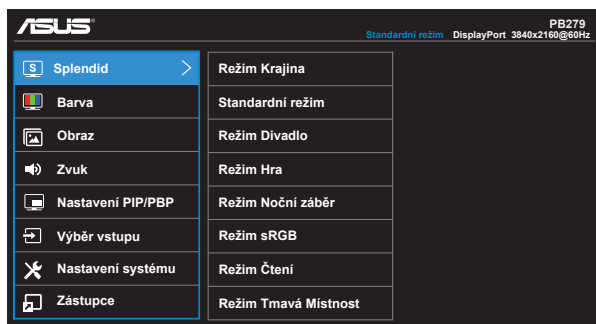 ASUS
PB279
Standardní režim DisplayPort 3840x2160@60Hz
S Splendid
Barva
Obraz
Zvuk
Nastavení PIP/PBP
Výběr vstupu
Nastavení systému
Zástupce
Režim Krajina
Standardní režim
Režim Divadlo
Režim Hra
Režim Noční záběr
Režim sRGB
Režim Čtení
Režim Tmavá Místnost